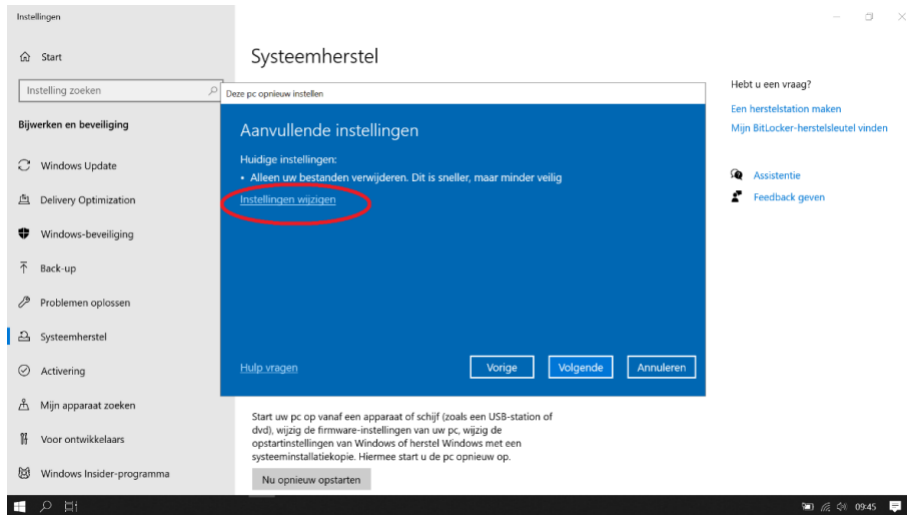 Instellingen
Start
Instelling zoeken
Bijwerken en beveiliging
Windows Update
Delivery Optimization
Windows-beveiliging
Back-up
Problemen oplossen
Systeemherstel
Activering
Mijn apparaat zoeken
Voor ontwikkelaars
Windows Insider-programma
Systeemherstel
Deze pc opnieuw instellen
Aanvullende instellingen
Huidige instellingen:
• Alleen uw bestanden verwijderen. Dit is sneller, maar minder veilig
Instellingen wijzigen
Hulp vragen
Vorige
Volgende
Annuleren
Start uw pc op vanaf een apparaat of schijf (zoals een USB-station of
dvd), wijzig de firmware-instellingen van uw pc, wijzig de
opstartinstellingen van Windows of herstel Windows met een
systeeminstallatiekopie. Hiermee start u de pc opnieuw op.
Nu opnieuw opstarten
Hebt u een vraag?
Een herstelstation maken
Mijn BitLocker-herstelsleutel vinden
Assistentie
Feedback geven
09:45